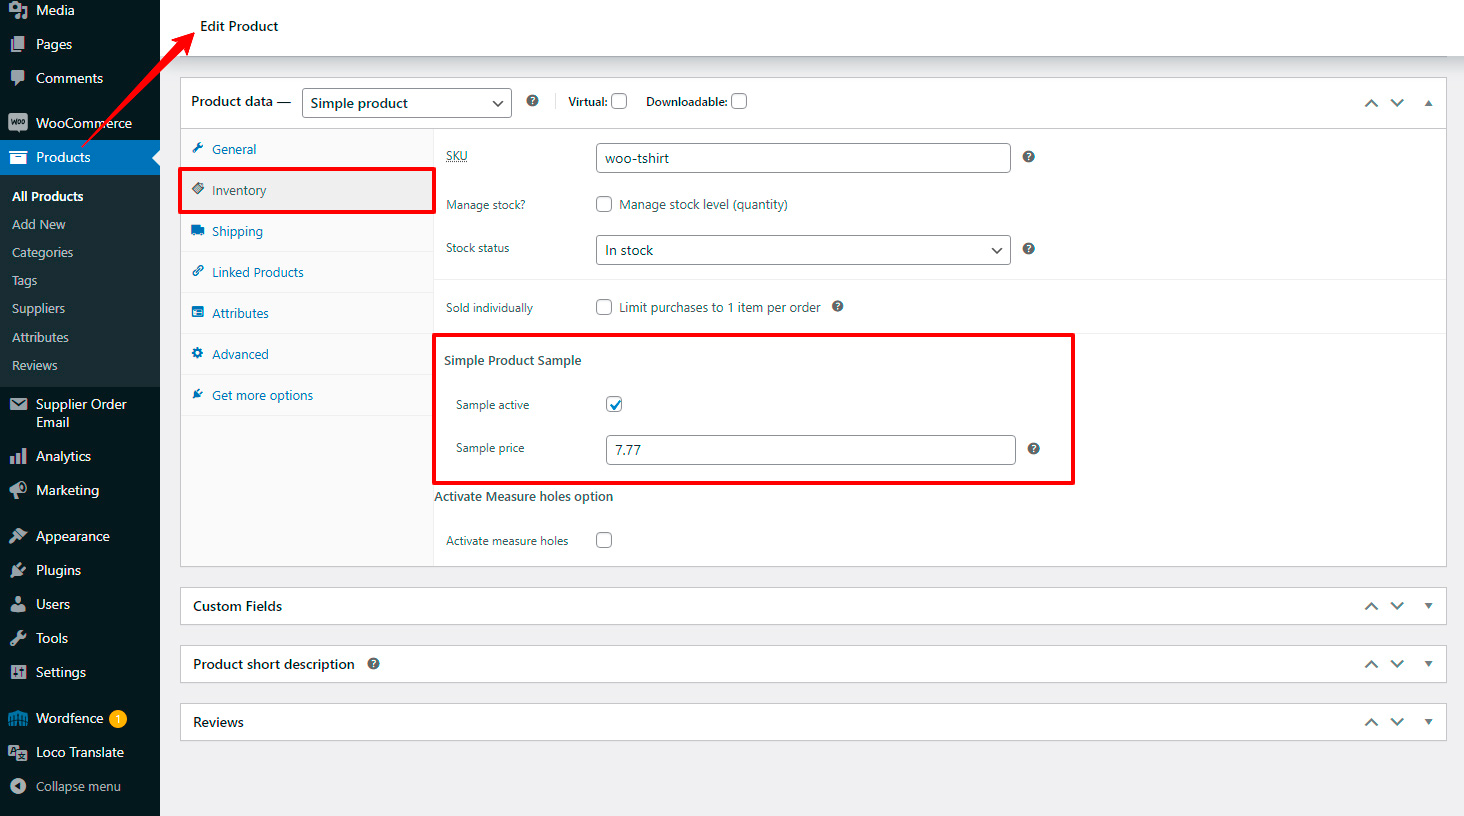 Media
Pages
Comments
WOO WooCommerce
Products
All Products
Add New
Categories
Tags
Suppliers
Attributes
Reviews
Supplier Order
Email
Analytics
Marketing
Appearance
Plugins
Users
Tools
Settings
Wordfence 1
Loco Translate
Collapse menu
Edit Product
Product data — Simple product ? Virtual: Downloadable:
General
Inventory
Shipping
Linked Products
Attributes
Advanced
Get more options
SKU woo-tshirt ?
Manage stock? Manage stock level (quantity)
Stock status In stock ?
Sold individually Limit purchases to 1 item per order ?
Simple Product Sample
Sample active
Sample price 7.77 ?
Activate Measure holes option
Activate measure holes
Custom Fields
Product short description ?
Reviews